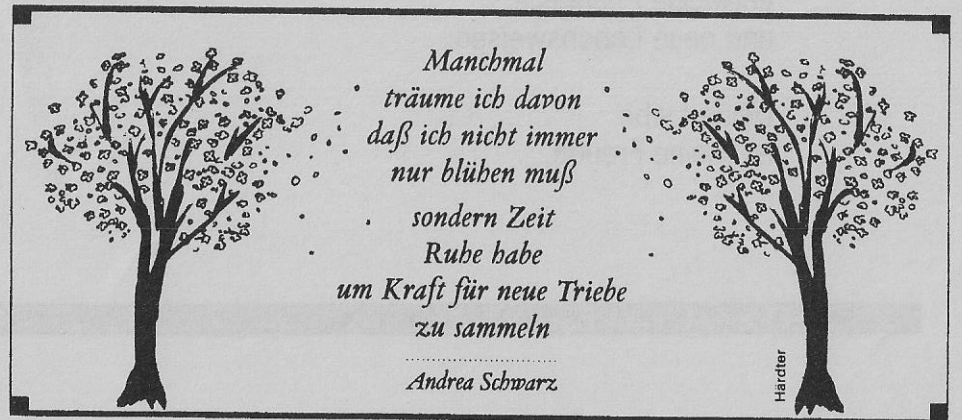 Manchmal
träume ich davon
daß ich nicht immer
nur blühen muß
sondern Zeit
Ruhe habe
um Kraft für neue Triebe
zu sammeln
Andrea Schwarz
Härdter